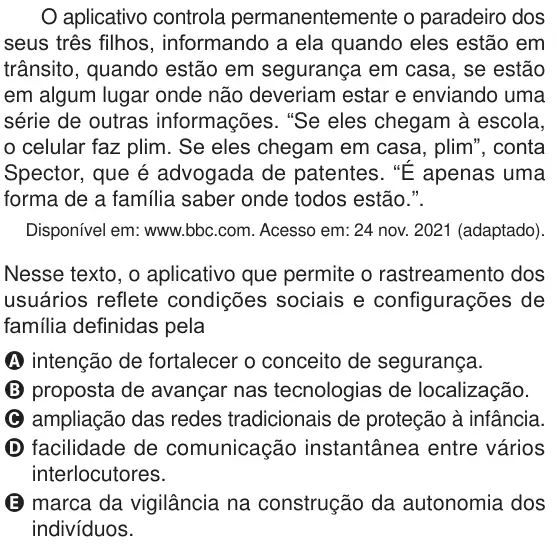 O aplicativo controla permanentemente o paradeiro dos
seus três filhos, informando a ela quando eles estão em
trânsito, quando estão em segurança em casa, se estão
em algum lugar onde não deveriam estar e enviando uma
série de outras informações. “Se eles chegam à escola,
o celular faz plim. Se eles chegam em casa, plim”, conta
Spector, que é advogada de patentes. “É apenas uma
forma de a família saber onde todos estão.”.
Disponível em: www.bbc.com. Acesso em: 24 nov. 2021 (adaptado).
Nesse texto, o aplicativo que permite o rastreamento dos
usuários reflete condições sociais e configurações de
família definidas pela
A intenção de fortalecer o conceito de segurança.
B proposta de avançar nas tecnologias de localização.
C ampliação das redes tradicionais de proteção à infância.
D facilidade de comunicação instantânea entre vários
interlocutores.
E marca da vigilância na construção da autonomia dos
indivíduos.